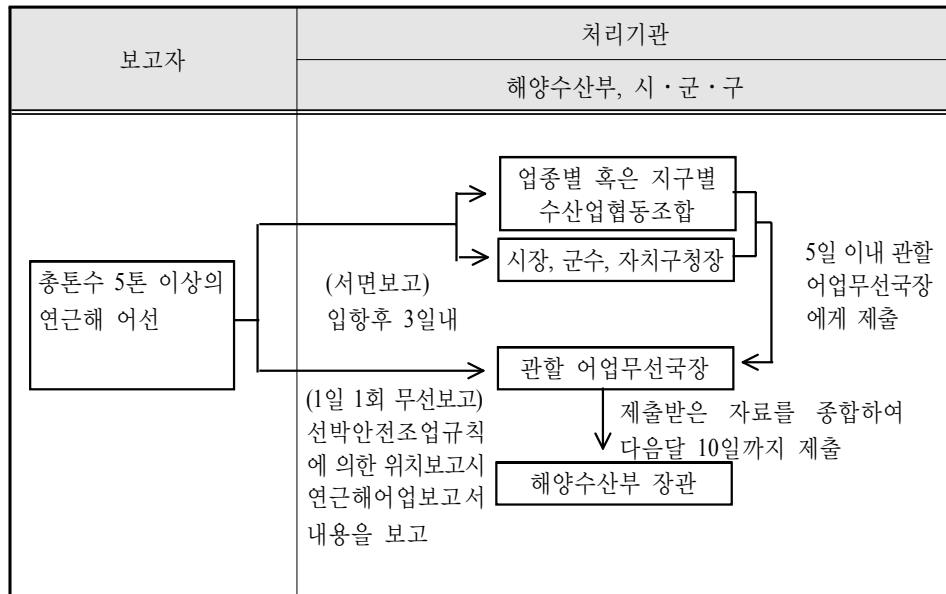 보고자
처리기관
해양수산부, 시·군·구
업종별 혹은 지구별
수산업협동조합
시장, 군수, 자치구청장
5일 이내 관할
어업무선국장
에게 제출
총톤수 5톤 이상의
연근해 어선
(서면보고)
입항후 3일내
관할 어업무선국장
(1일 1회 무선보고)
선박안전조업규칙
에 의한 위치보고시
연근해어업보고서
내용을 보고
제출받은 자료를 종합하여
다음달 10일까지 제출
해양수산부 장관